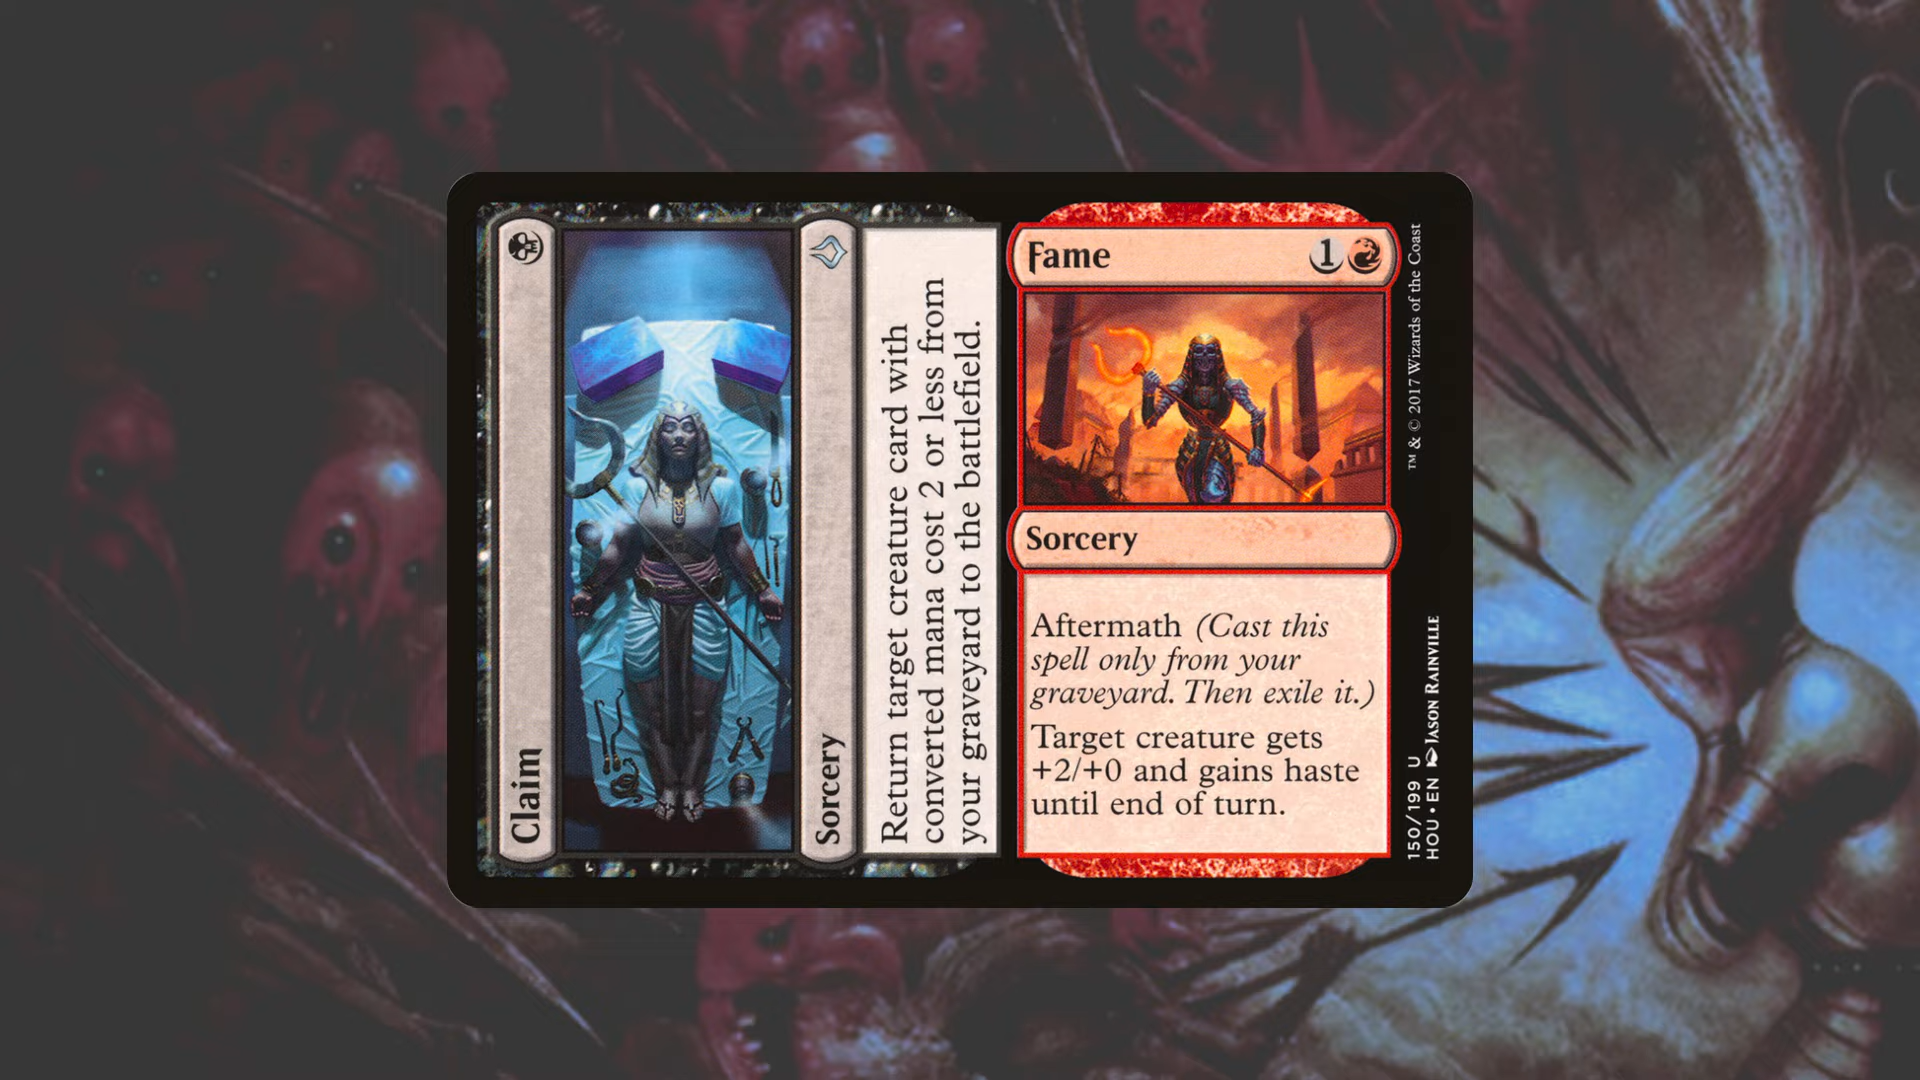 Claim
Sorcery
Return target creature card with
converted mana cost 2 or less from
your graveyard to the battlefield.
Fame 1
Sorcery
Aftermath (Cast this
spell only from your
graveyard. Then exile it.)
Target creature gets
+2/+0 and gains haste
until end of turn.
150/199 U
HOU • EN JASON RAINVILLE
™ & © 2017 Wizards of the Coast